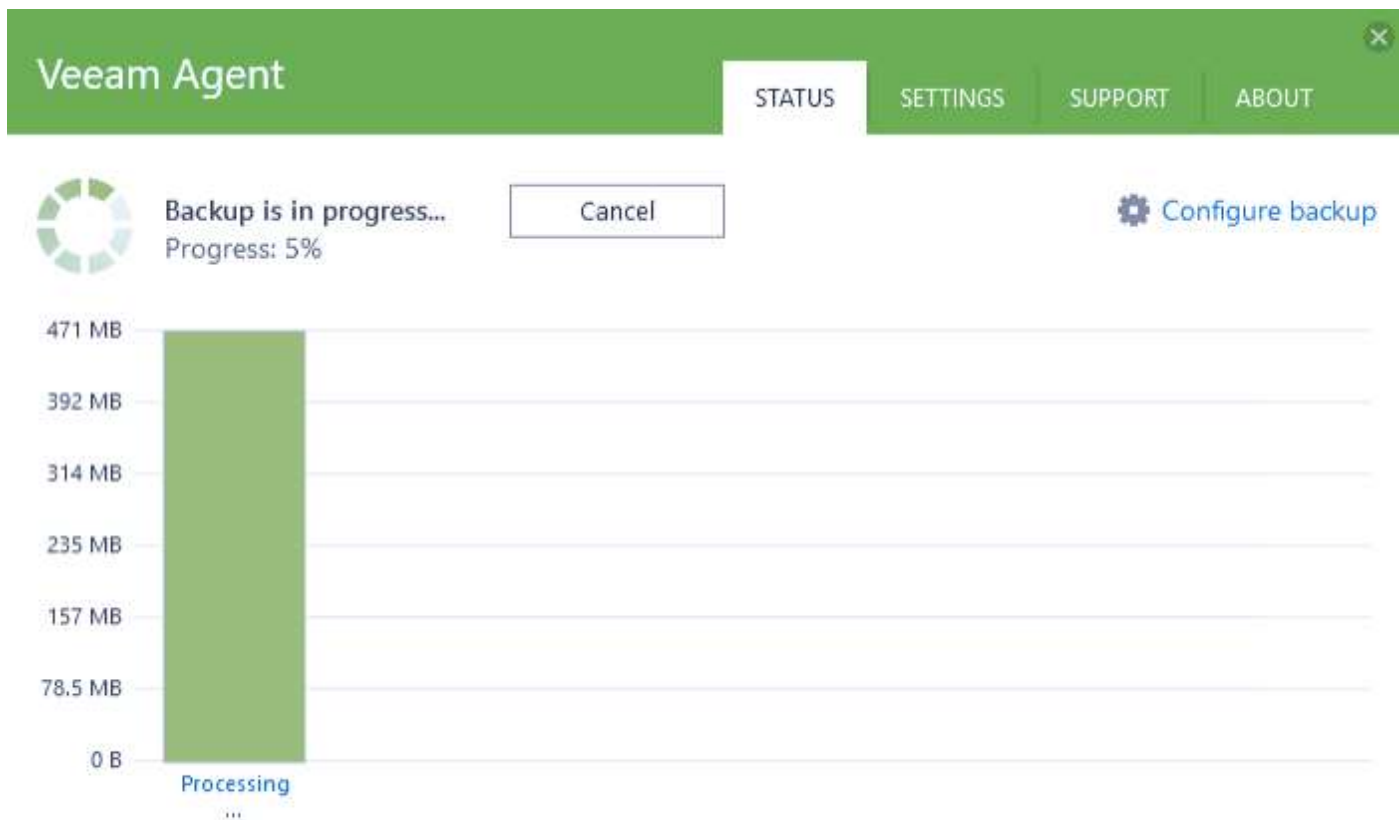 Veeam Agent
STATUS
SETTINGS
SUPPORT
ABOUT
Backup is in progress...
Progress: 5%
Cancel
Configure backup
471 MB
392 MB
314 MB
235 MB
157 MB
78.5 MB
0 B
Processing
...